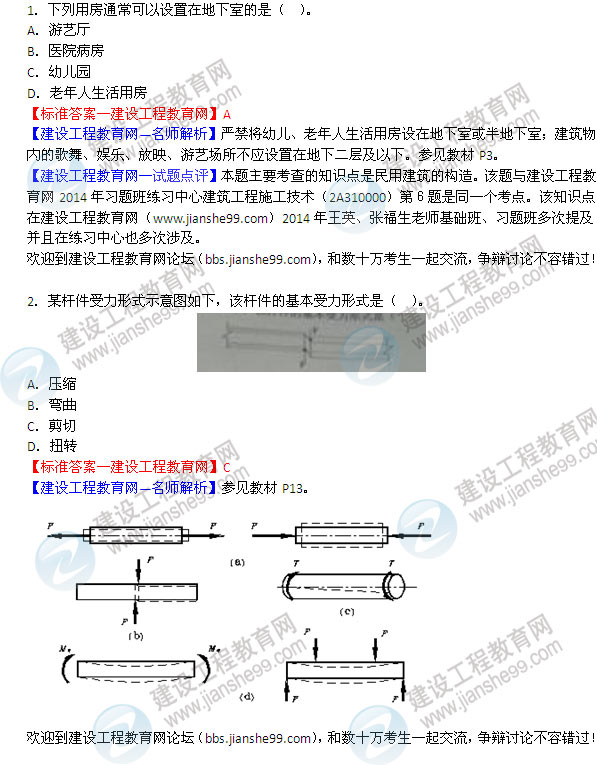 1. 下列用房通常可以设置在地下室的是（  ）。
A. 游艺厅
B. 医院病房
C. 幼儿园
D. 老年人生活用房
【标准答案—建设工程教育网】A
【建设工程教育网—名师解析】严禁将幼儿、老年人生活用房设在地下室或半地下室；建筑物
内的歌舞、娱乐、放映、游艺场所不应设置在地下二层及以下。参见教材 P3。
【建设工程教育网—试题点评】本题主要考查的知识点是民用建筑的构造。该题与建设工程教
育网 2014 年习题班练习中心建筑工程施工技术（2A310000）第 6 题是同一个考点。该知识点
在建设工程教育网（www.jianshe99.com）2014 年王英、张福生老师基础班、习题班多次提及
并且在练习中心也多次涉及。
欢迎到建设工程教育网论坛（bbs.jianshe99.com），和数十万考生一起交流，争辩讨论不容错过！
2. 某杆件受力形式示意图如下，该杆件的基本受力形式是（  ）。
A. 压缩
B. 弯曲
C. 剪切
D. 扭转
【标准答案—建设工程教育网】C
【建设工程教育网—名师解析】参见教材 P13。
F F F F
(a)
F T T
F
(b) (c)
F F
Me Me
F F
(d)
欢迎到建设工程教育网论坛（bbs.jianshe99.com），和数十万考生一起交流，争辩讨论不容错过！
建设工程教育网
www.jianshe99.com